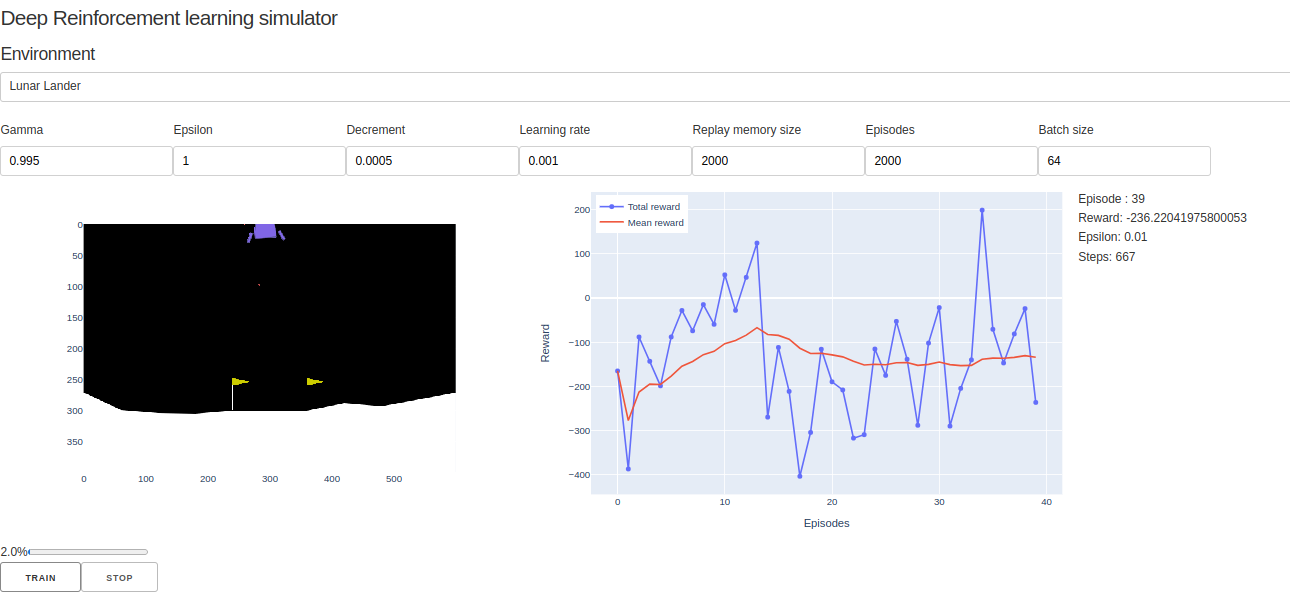 Deep Reinforcement learning simulator
Environment
Lunar Lander
Gamma Epsilon Decrement Learning rate Replay memory size Episodes Batch size
0.995 1 0.0005 0.001 2000 2000 64
0
50
100
150
200
250
300
350
0 100 200 300 400 500
Total reward
Mean reward
200
100
0
−100
−200
−300
−400
Reward
0 10 20 30 40
Episodes
Episode : 39
Reward: -236.22041975800053
Epsilon: 0.01
Steps: 667
2.0%
TRAIN STOP